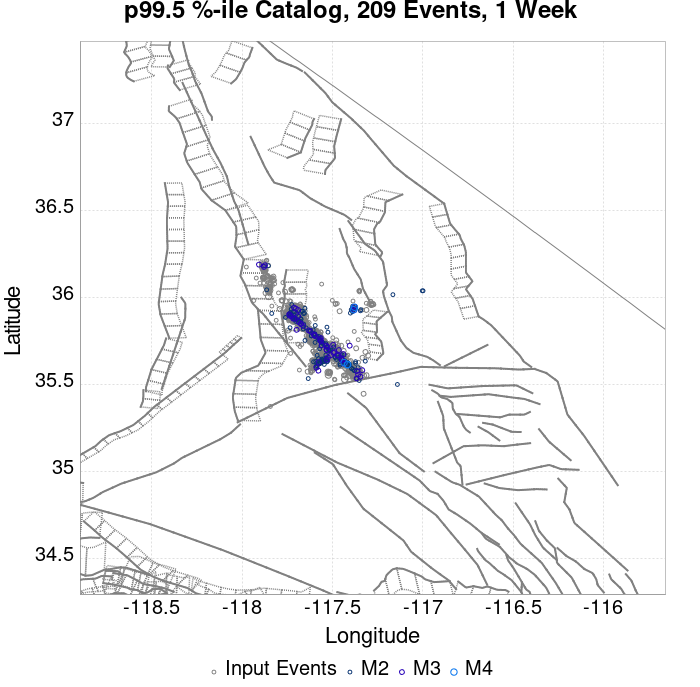 p99.5 %-ile Catalog, 209 Events, 1 Week
Latitude
37
36.5
36
35.5
35
34.5
-118.5 -118 -117.5 -117 -116.5 -116
Longitude
Input Events M2 M3 M4